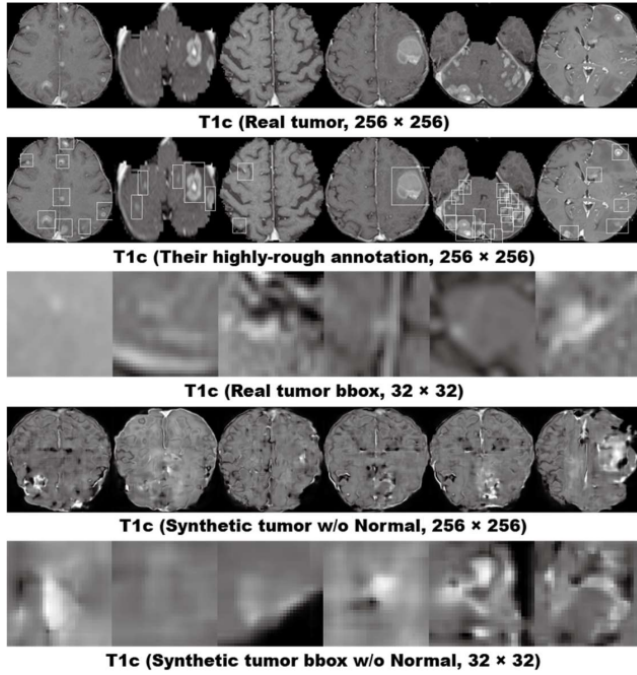 T1c (Real tumor, 256 × 256)
T1c (Their highly-rough annotation, 256 × 256)
T1c (Real tumor bbox, 32 × 32)
T1c (Synthetic tumor w/o Normal, 256 × 256)
T1c (Synthetic tumor bbox w/o Normal, 32 × 32)